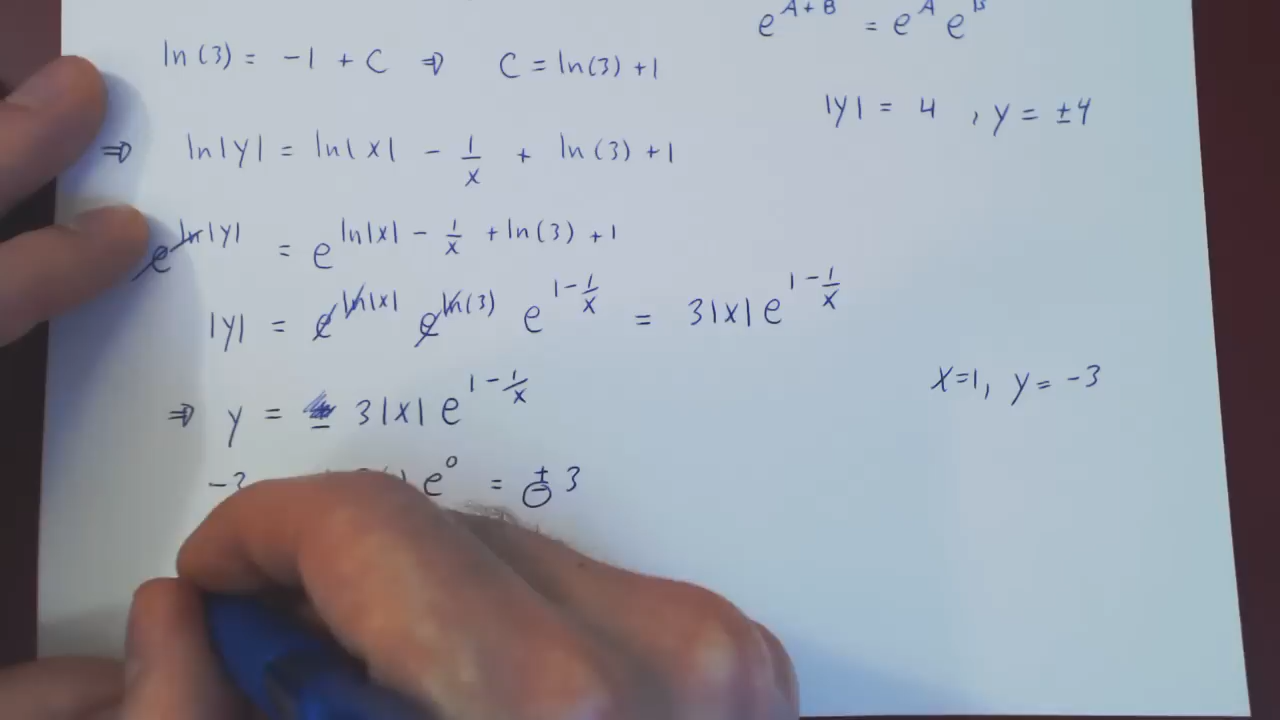 e^{A+B} = e^A e^B
ln(3) = -1 + C ⇒ C = ln(3) + 1
|y| = 4 , y = ±4
⇒ ln|y| = ln|x| - 1/x + ln(3) + 1
e^{ln|y|} = e^{ln|x| - 1/x + ln(3) + 1}
|y| = e^{ln|x|} e^{ln(3)} e^{1-1/x} = 3|x|e^{1-1/x}
x=1, y = -3
⇒ y = - 3|x|e^{1-1/x}
-3 e^0 = ± 3